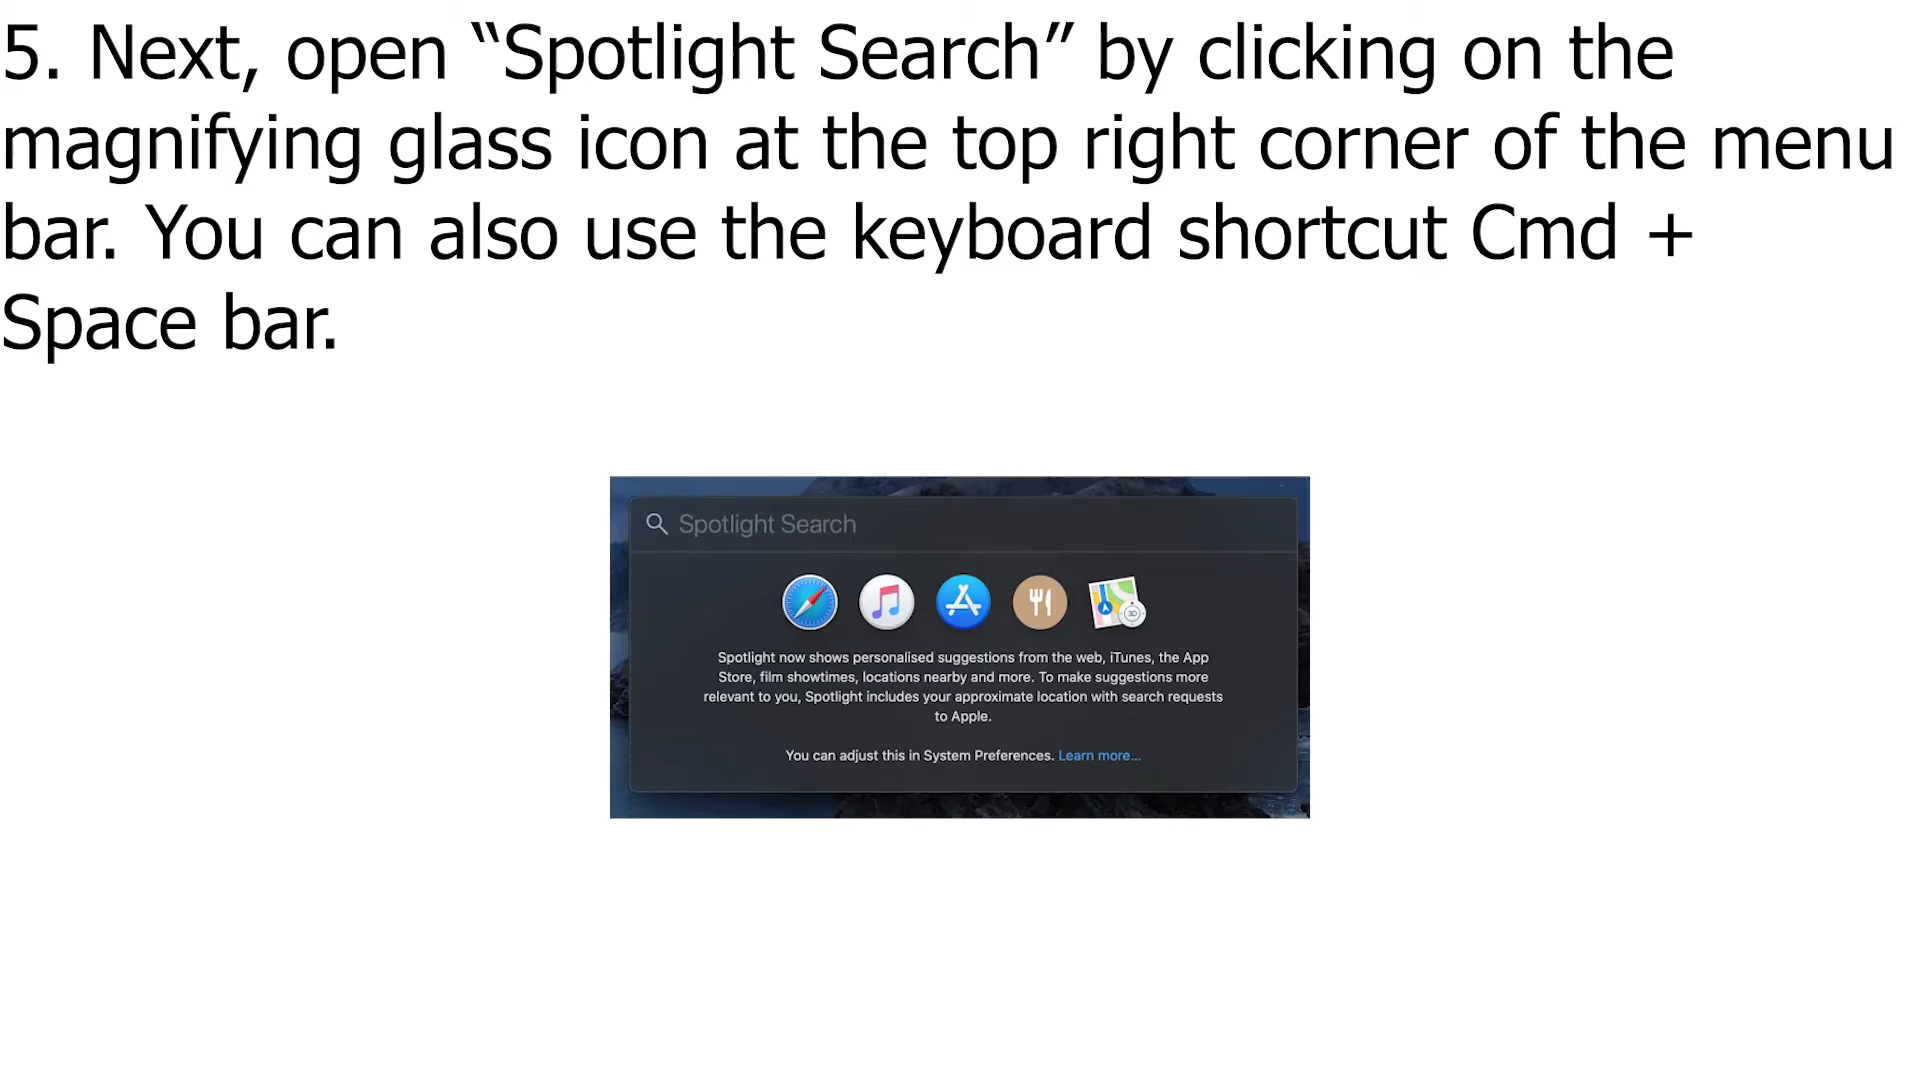 5. Next, open “Spotlight Search” by clicking on the
magnifying glass icon at the top right corner of the menu
bar. You can also use the keyboard shortcut Cmd +
Space bar.
Spotlight Search
3D
Spotlight now shows personalised suggestions from the web, iTunes, the App
Store, film showtimes, locations nearby and more. To make suggestions more
relevant to you, Spotlight includes your approximate location with search requests
to Apple.
You can adjust this in System Preferences. Learn more...